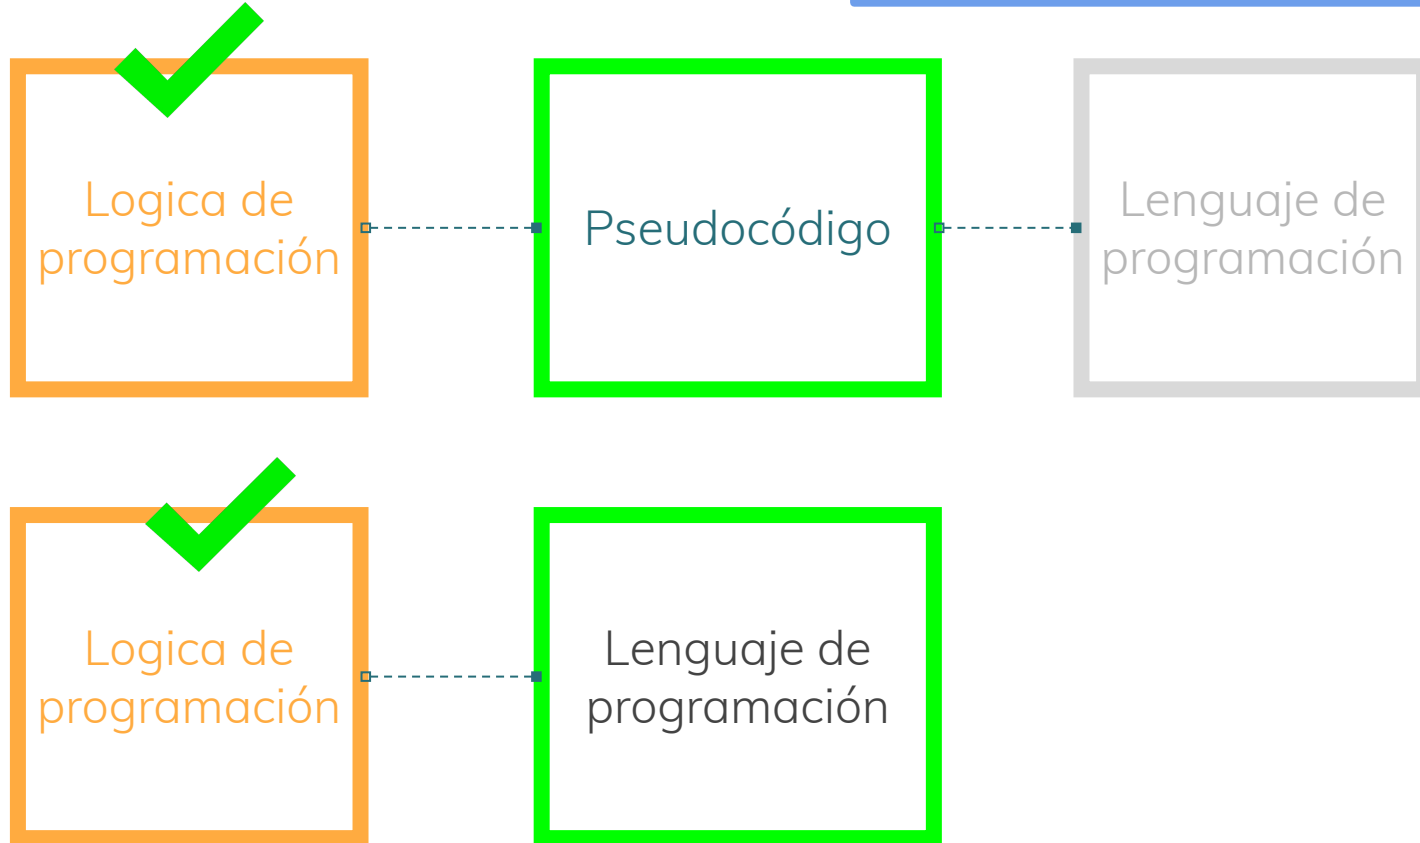 Logica de
programación
Pseudocódigo
Lenguaje de
programación
Logica de
programación
Lenguaje de
programación